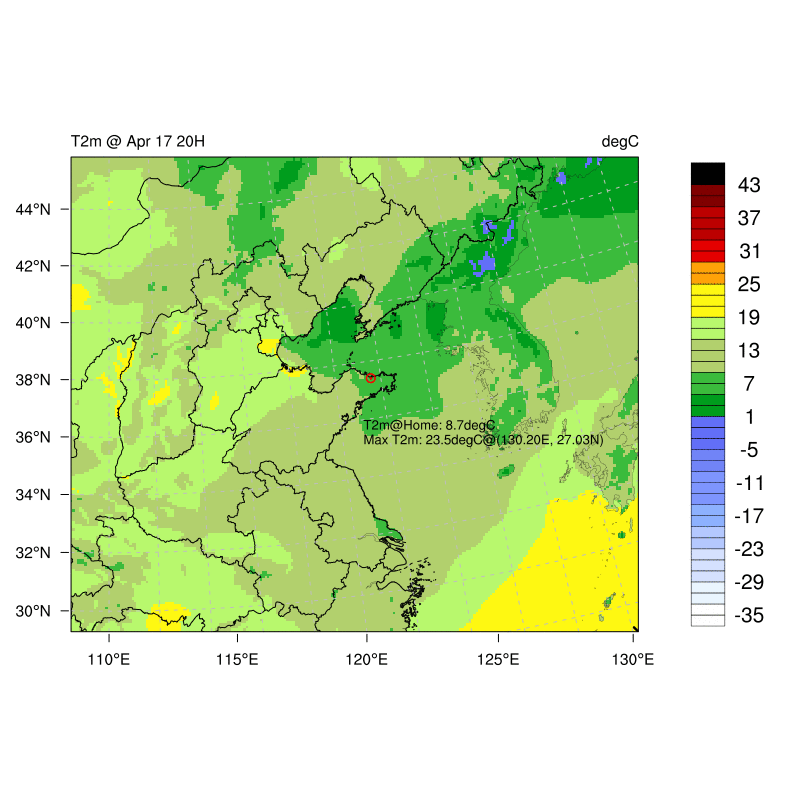 T2m @ Apr 17 20H degC
43
44°N
37
31
42°N
25
40°N
19
13
38°N
7
T2m@Home: 8.7degC
1
36°N
Max T2m: 23.5degC@(130.20E, 27.03N)
-5
-11
34°N
-17
32°N
-23
-29
30°N
-35
110°E 115°E 120°E 125°E 130°E